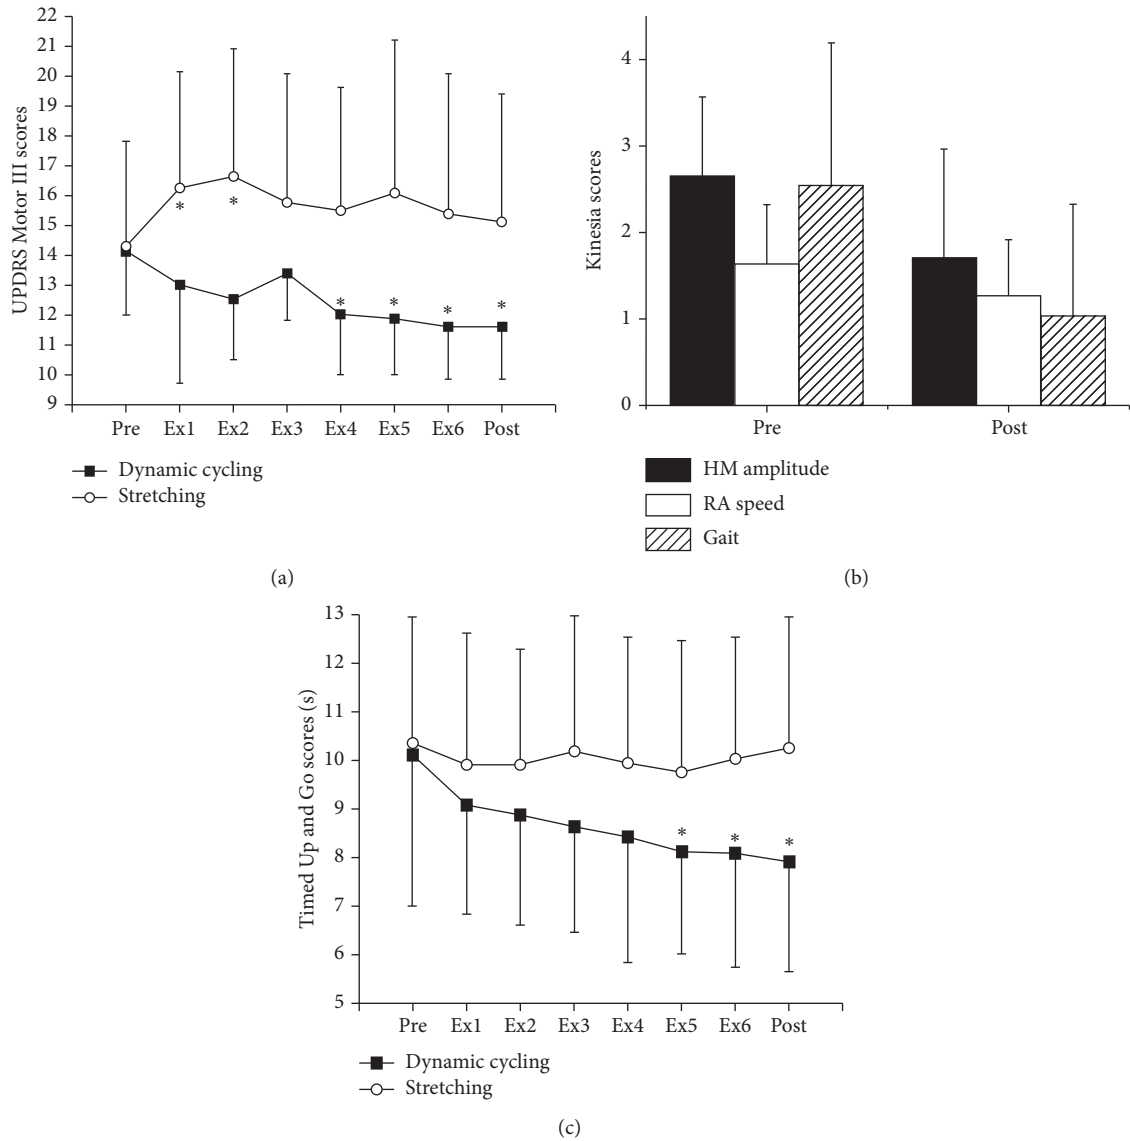 UPDRS Motor III scores
22
21
20
19
18
17
16
15
14
13
12
11
10
9
* *
* * * *
Pre Ex1 Ex2 Ex3 Ex4 Ex5 Ex6 Post
Dynamic cycling
Stretching
(a)
Kinesia scores
4
3
2
1
0
Pre Post
HM amplitude
RA speed
Gait
(b)
Timed Up and Go scores (s)
13
12
11
10
9
8
7
6
5
* * *
Pre Ex1 Ex2 Ex3 Ex4 Ex5 Ex6 Post
Dynamic cycling
Stretching
(c)